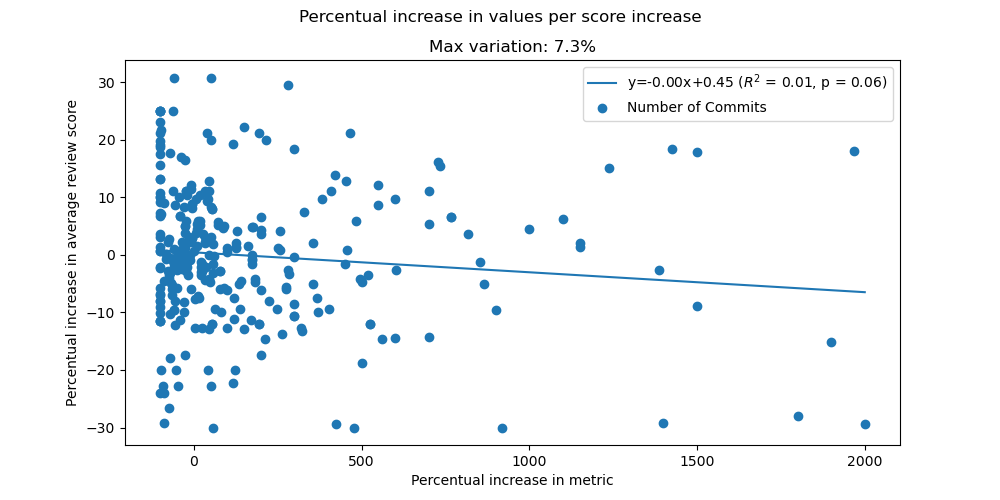 Percentual increase in values per score increase
Max variation: 7.3%
y=-0.00x+0.45 (R² = 0.01, p = 0.06)
Number of Commits
Percentual increase in average review score
30
20
10
0
−10
−20
−30
0
500
1000
1500
2000
Percentual increase in metric